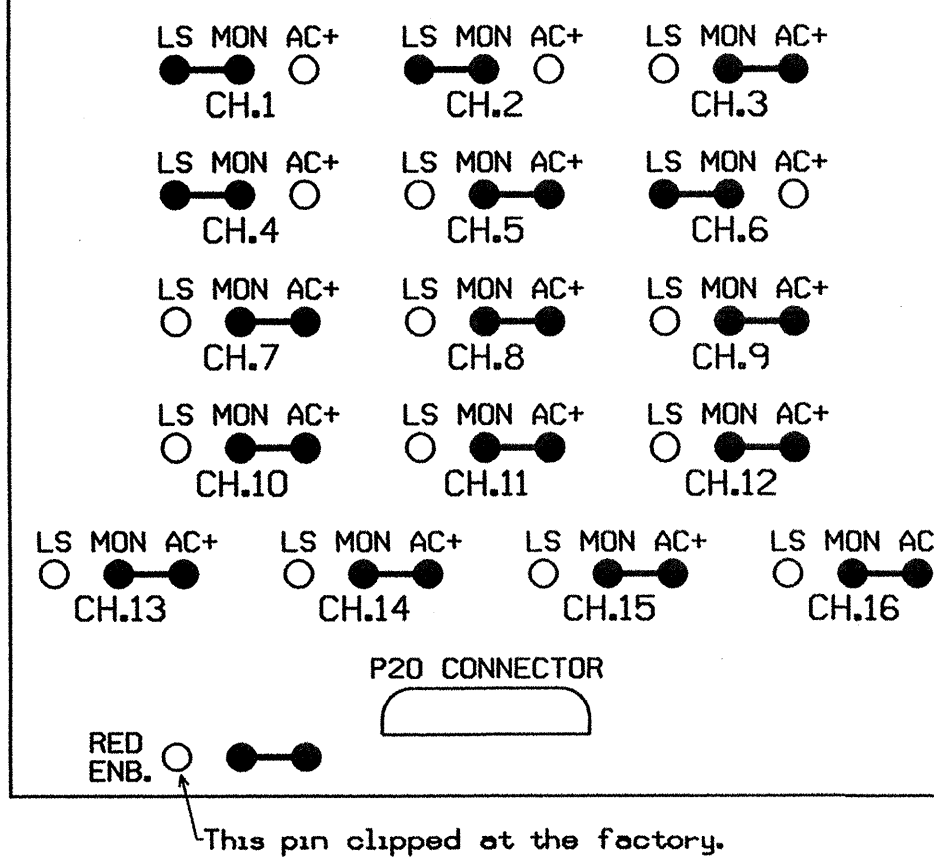 LS MON AC+ LS MON AC+ LS MON AC+
CH.1 CH.2 CH.3
LS MON AC+ LS MON AC+ LS MON AC+
CH.4 CH.5 CH.6
LS MON AC+ LS MON AC+ LS MON AC+
CH.7 CH.8 CH.9
LS MON AC+ LS MON AC+ LS MON AC+
CH.10 CH.11 CH.12
LS MON AC+ LS MON AC+ LS MON AC+ LS MON AC
CH.13 CH.14 CH.15 CH.16
P20 CONNECTOR
RED
ENB.
This pin clipped at the factory.